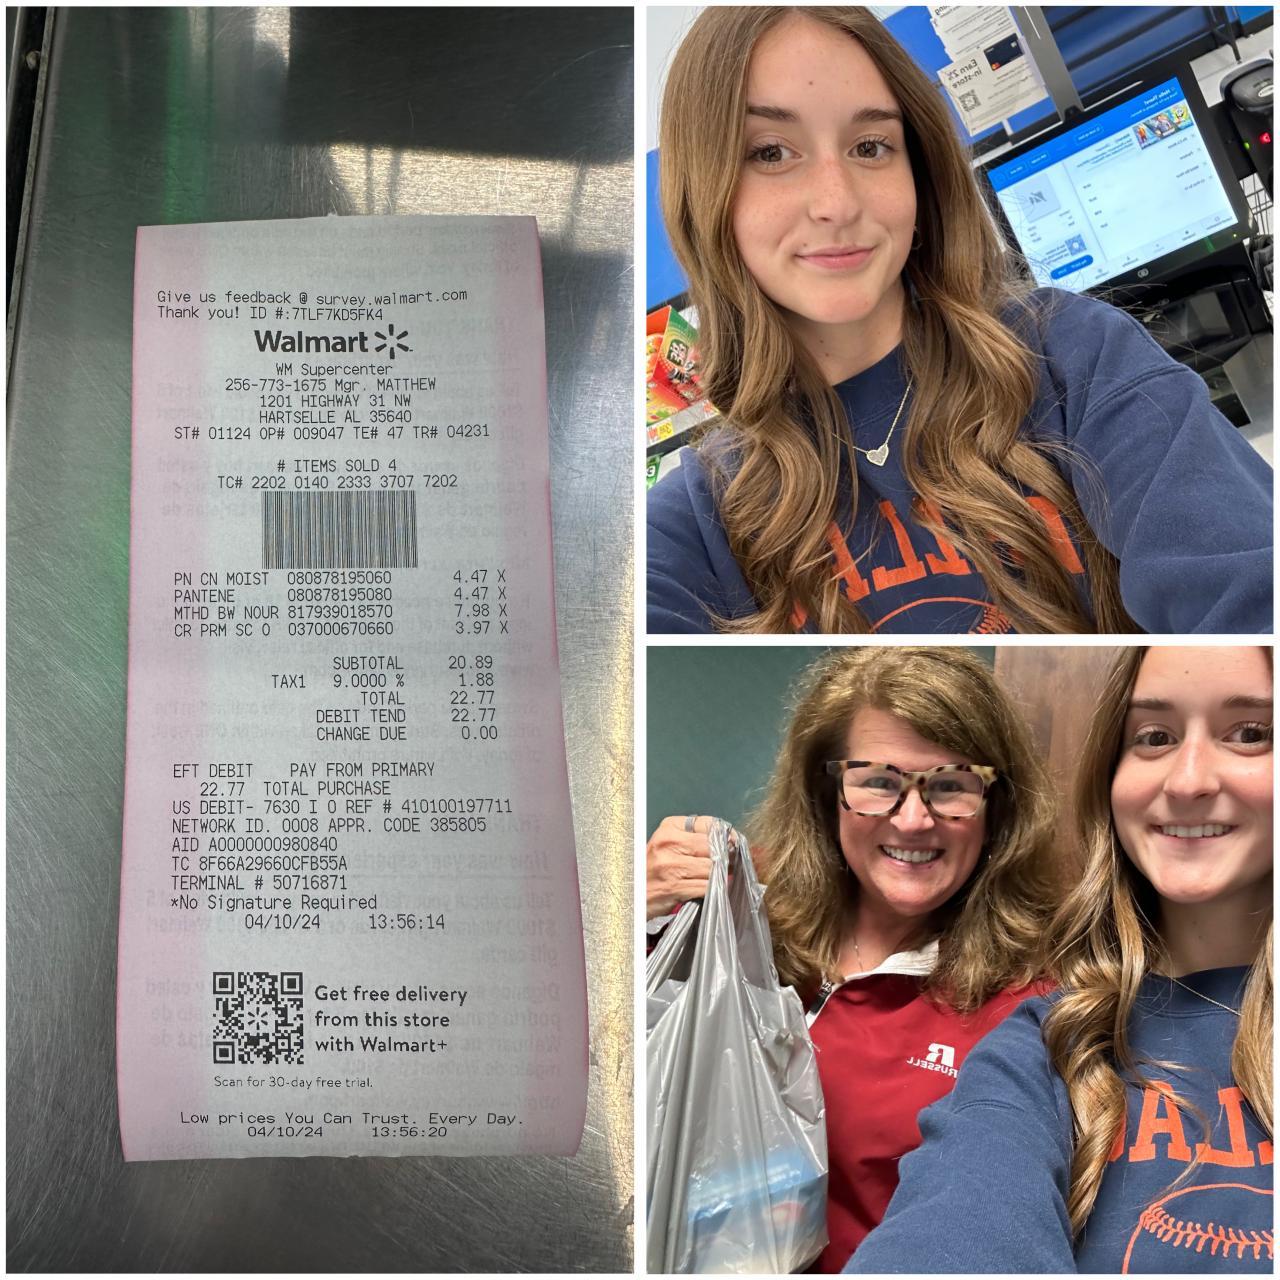 Give us feedback @ survey.walmart.com
Thank you! ID #:7TLF7KD5FK4
Walmart
WM Supercenter
256-773-1675 Mgr. MATTHEW
1201 HIGHWAY 31 NW
HARTSELLE AL 35640
ST# 01124 OP# 009047 TE# 47 TR# 04231
# ITEMS SOLD 4
TC# 2202 0140 2333 3707 7202
PN CN MOIST 080878195060 4.47 X
PANTENE 080878195080 4.47 X
MTHD BW NOUR 817939018570 7.98 X
CR PRM SC O 037000670660 3.97 X
SUBTOTAL 20.89
TAX1 9.0000 % 1.88
TOTAL 22.77
DEBIT TEND 22.77
CHANGE DUE 0.00
EFT DEBIT PAY FROM PRIMARY
22.77 TOTAL PURCHASE
US DEBIT- 7630 I 0 REF # 410100197711
NETWORK ID. 0008 APPR. CODE 385805
AID A0000000980840
TC 8F66A29660CFB55A
TERMINAL # 50716871
*No Signature Required
04/10/24 13:56:14
Get free delivery
from this store
with Walmart+
Scan for 30-day free trial.
Low prices You Can Trust. Every Day.
04/10/24 13:56:20
Earn 2%
in-store
Hello There!
R
RUSSELL